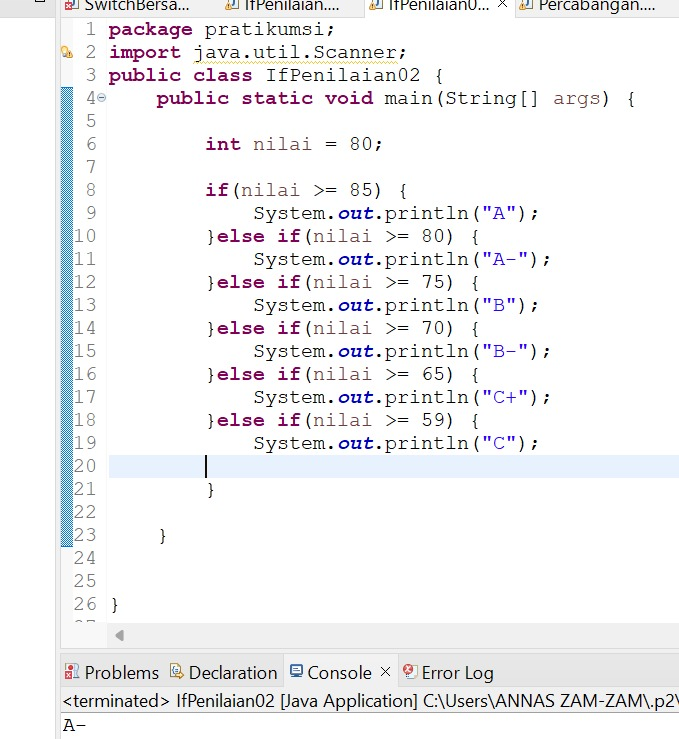 SwitchBersa...  IfPenilaian....  IfPenilaian0...  Percabangan....
1 package pratikumsi;
2 import java.util.Scanner;
3 public class IfPenilaian02 {
4     public static void main(String[] args) {
5
6         int nilai = 80;
7
8         if(nilai >= 85) {
9             System.out.println("A");
10         }else if(nilai >= 80) {
11             System.out.println("A-");
12         }else if(nilai >= 75) {
13             System.out.println("B");
14         }else if(nilai >= 70) {
15             System.out.println("B-");
16         }else if(nilai >= 65) {
17             System.out.println("C+");
18         }else if(nilai >= 59) {
19             System.out.println("C");
20
21         }
22
23     }
24
25
26 }
Problems  Declaration  Console  Error Log
<terminated> IfPenilaian02 [Java Application] C:\Users\ANNAS ZAM-ZAM\.p2\
A-